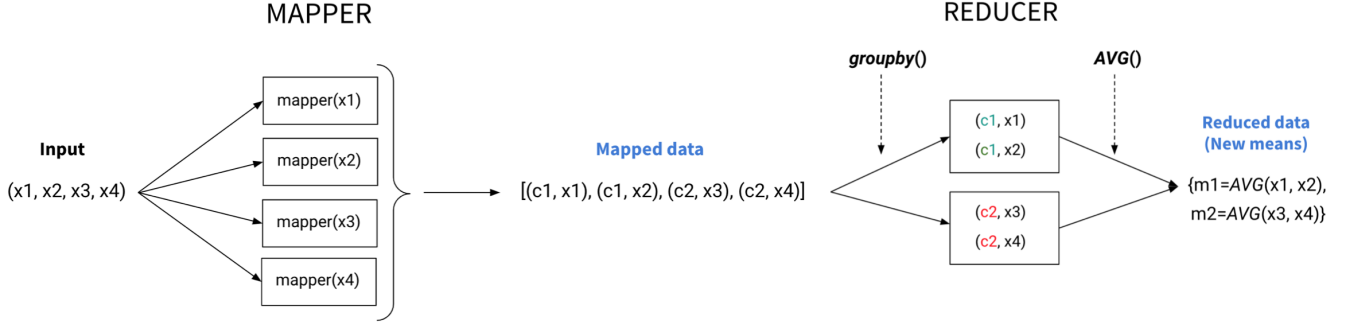 MAPPER
REDUCER
Input
(x1, x2, x3, x4)
mapper(x1)
mapper(x2)
mapper(x3)
mapper(x4)
Mapped data
[(c1, x1), (c1, x2), (c2, x3), (c2, x4)]
groupby()
AVG()
(c1, x1)
(c1, x2)
(c2, x3)
(c2, x4)
Reduced data
(New means)
{m1=AVG(x1, x2),
m2=AVG(x3, x4)}